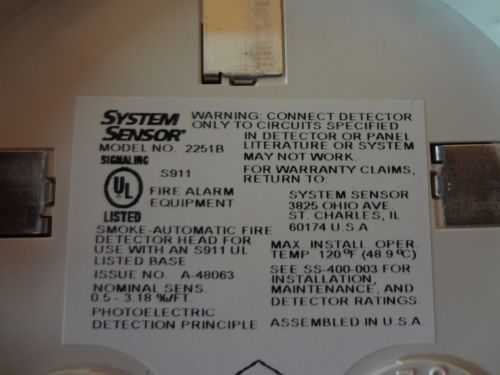 SYSTEM
SENSOR®
MODEL NO. 2251B
SIGNALING
S911
UL
FIRE ALARM
EQUIPMENT
LISTED
SMOKE-AUTOMATIC FIRE
DETECTOR HEAD FOR
USE WITH AN S911 UL
LISTED BASE
ISSUE NO. A-48063
NOMINAL SENS.
0.5 - 3.18 %/FT.
PHOTOELECTRIC
DETECTION PRINCIPLE
WARNING: CONNECT DETECTOR
ONLY TO CIRCUITS SPECIFIED
IN DETECTOR OR PANEL
LITERATURE OR SYSTEM
MAY NOT WORK.
FOR WARRANTY CLAIMS,
RETURN TO:
SYSTEM SENSOR
3825 OHIO AVE.
ST. CHARLES, IL
60174 U.S.A
MAX. INSTALL. OPER.
TEMP. 120°F (48.9°C)
SEE SS-400-003 FOR
INSTALLATION,
MAINTENANCE, AND
DETECTOR RATINGS.
ASSEMBLED IN U.S.A.